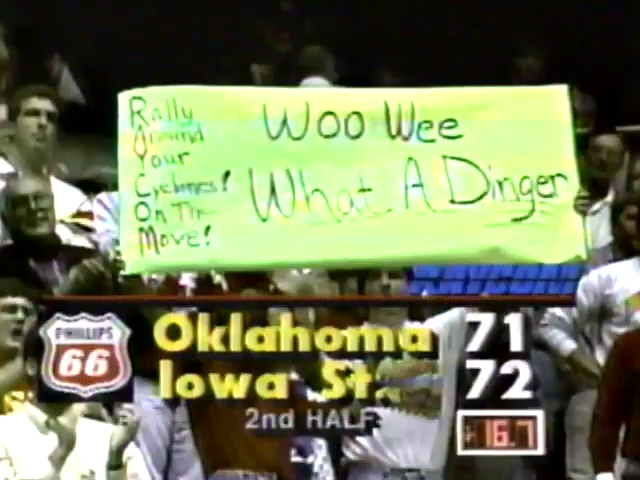 Rally
Around
Your
Cyclones!
On The
Move!
Woo Wee
What A Dinger
PHILLIPS
66
Oklahoma 71
Iowa St. 72
2nd HALF
:16.7